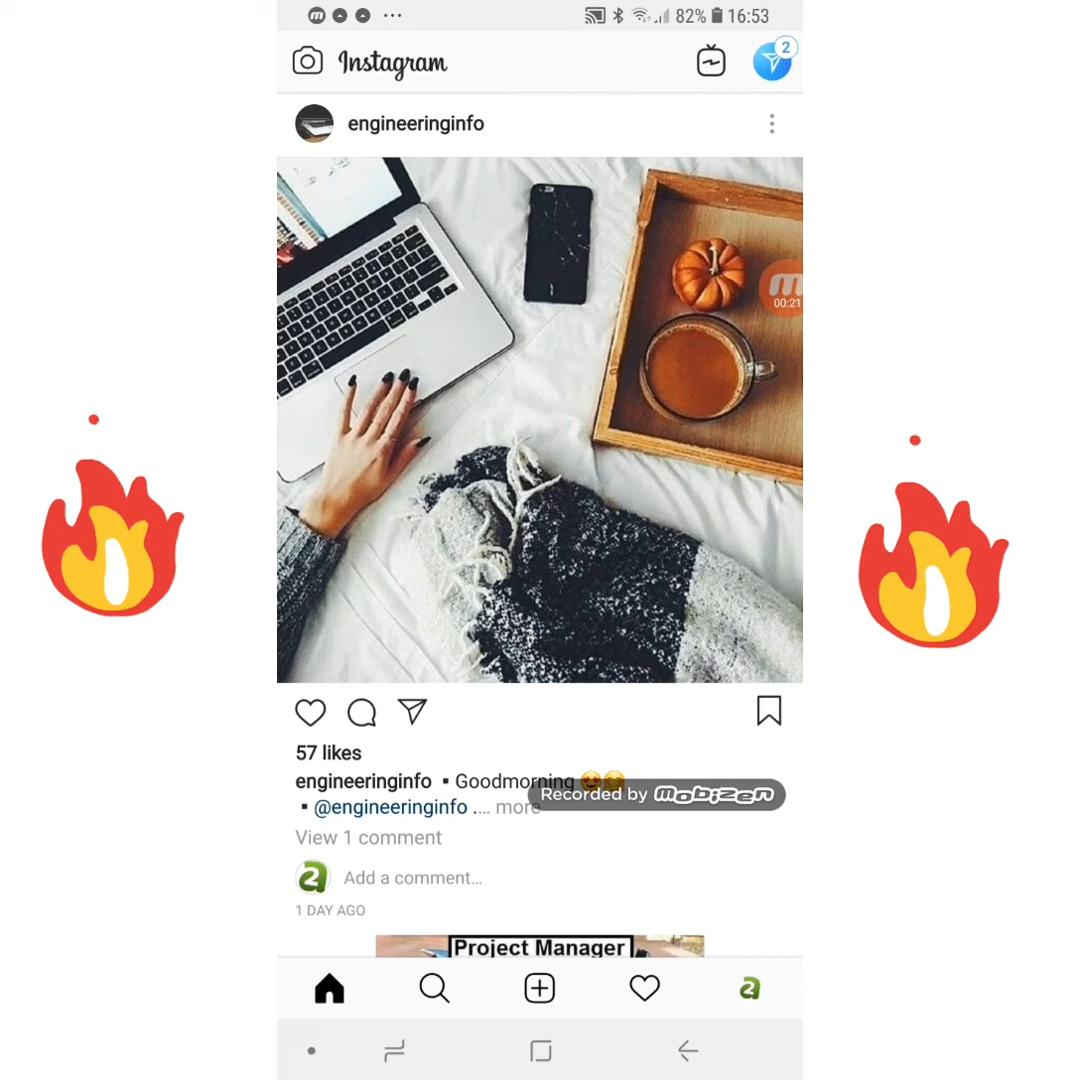 82% 16:53
Instagram
2
engineeringinfo
00:21
57 likes
engineeringinfo ▪Goodmorning 😍😊
Recorded by mobizen
▪@engineeringinfo .... more
View 1 comment
Add a comment...
1 DAY AGO
Project Manager